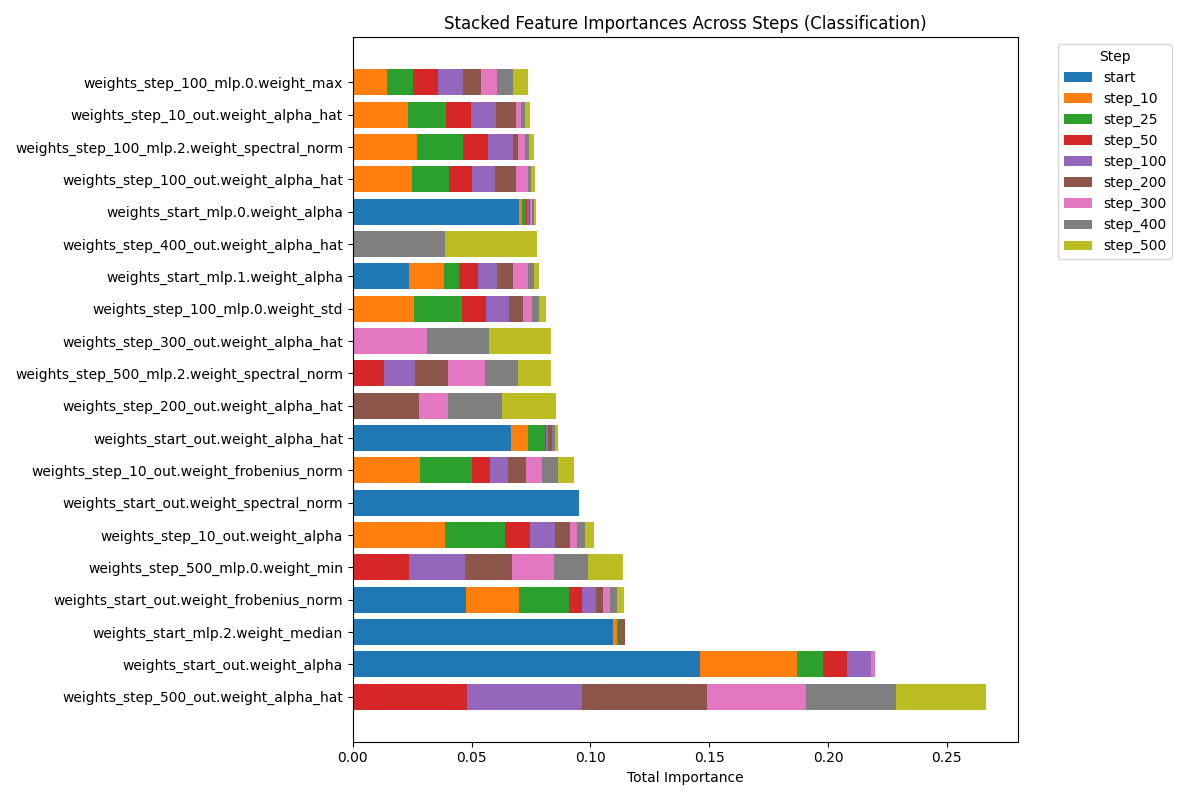 Stacked Feature Importances Across Steps (Classification)
weights_step_100_mlp.0.weight_max
weights_step_10_out.weight_alpha_hat
weights_step_100_mlp.2.weight_spectral_norm
weights_step_100_out.weight_alpha_hat
weights_start_mlp.0.weight_alpha
weights_step_400_out.weight_alpha_hat
weights_start_mlp.1.weight_alpha
weights_step_100_mlp.0.weight_std
weights_step_300_out.weight_alpha_hat
weights_step_500_mlp.2.weight_spectral_norm
weights_step_200_out.weight_alpha_hat
weights_start_out.weight_alpha_hat
weights_step_10_out.weight_frobenius_norm
weights_start_out.weight_spectral_norm
weights_step_10_out.weight_alpha
weights_step_500_mlp.0.weight_min
weights_start_out.weight_frobenius_norm
weights_start_mlp.2.weight_median
weights_start_out.weight_alpha
weights_step_500_out.weight_alpha_hat
0.00 0.05 0.10 0.15 0.20 0.25
Total Importance
Step
start
step_10
step_25
step_50
step_100
step_200
step_300
step_400
step_500